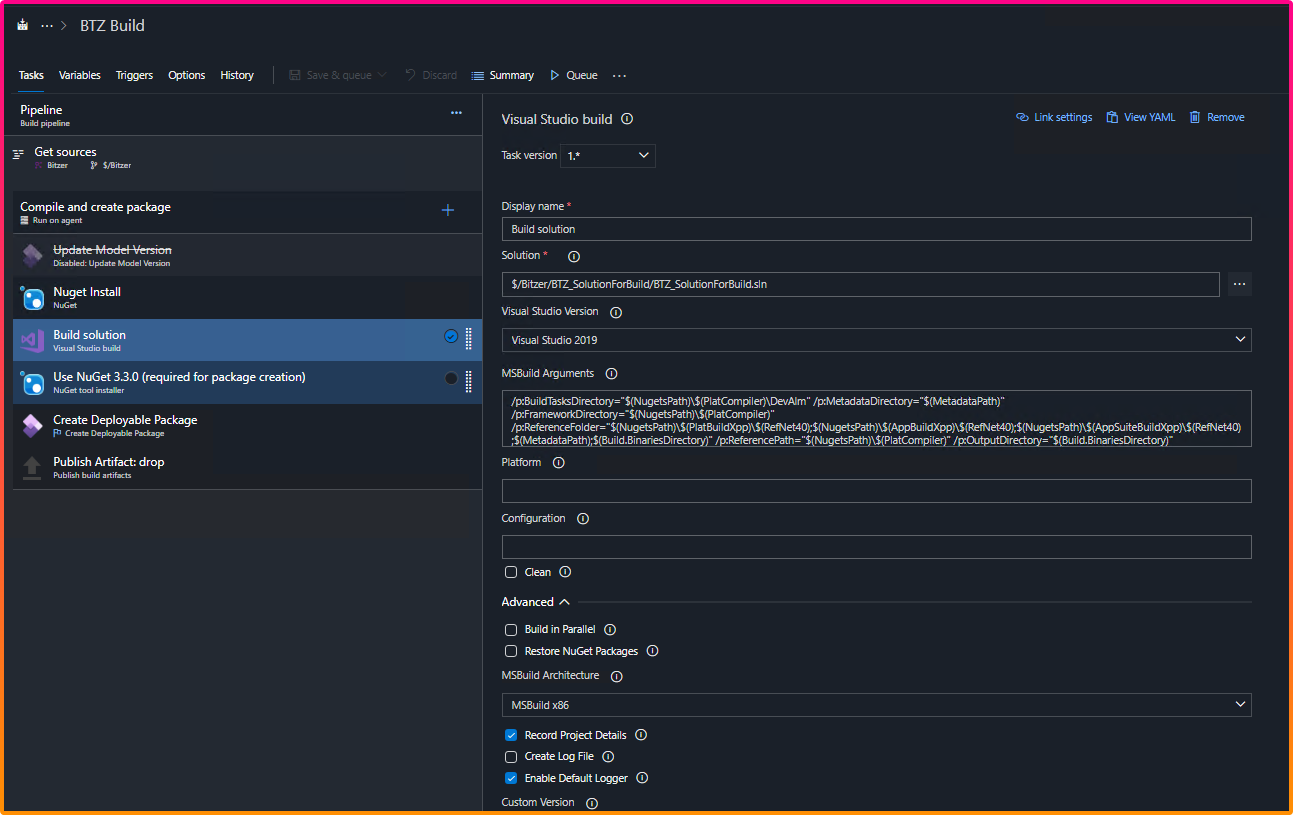 ··· > BTZ Build
Tasks Variables Triggers Options History Save & queue Discard Summary Queue ···
Pipeline ···
Build pipeline
Get sources
Bitzer $/Bitzer
Compile and create package +
Run on agent
Update Model Version
Disabled: Update Model Version
Nuget Install
NuGet
Build solution
Visual Studio build
Use NuGet 3.3.0 (required for package creation)
NuGet tool installer
Create Deployable Package
Create Deployable Package
Publish Artifact: drop
Publish build artifacts
Visual Studio build
Link settings View YAML Remove
Task version 1.*
Display name *
Build solution
Solution *
$/Bitzer/BTZ_SolutionForBuild/BTZ_SolutionForBuild.sln ···
Visual Studio Version
Visual Studio 2019
MSBuild Arguments
/p:BuildTasksDirectory="$(NugetsPath)\$(PlatCompiler)\DevAlm" /p:MetadataDirectory="$(MetadataPath)"
/p:FrameworkDirectory="$(NugetsPath)\$(PlatCompiler)"
/p:ReferenceFolder="$(NugetsPath)\$(PlatBuildXpp)\$(RefNet40);$(NugetsPath)\$(AppBuildXpp)\$(RefNet40);$(NugetsPath)\$(AppSuiteBuildXpp)\$(RefNet40)
;$(MetadataPath);$(Build.BinariesDirectory)" /p:ReferencePath="$(NugetsPath)\$(PlatCompiler)" /p:OutputDirectory="$(Build.BinariesDirectory)"
Platform
Configuration
Clean
Advanced
Build in Parallel
Restore NuGet Packages
MSBuild Architecture
MSBuild x86
Record Project Details
Create Log File
Enable Default Logger
Custom Version